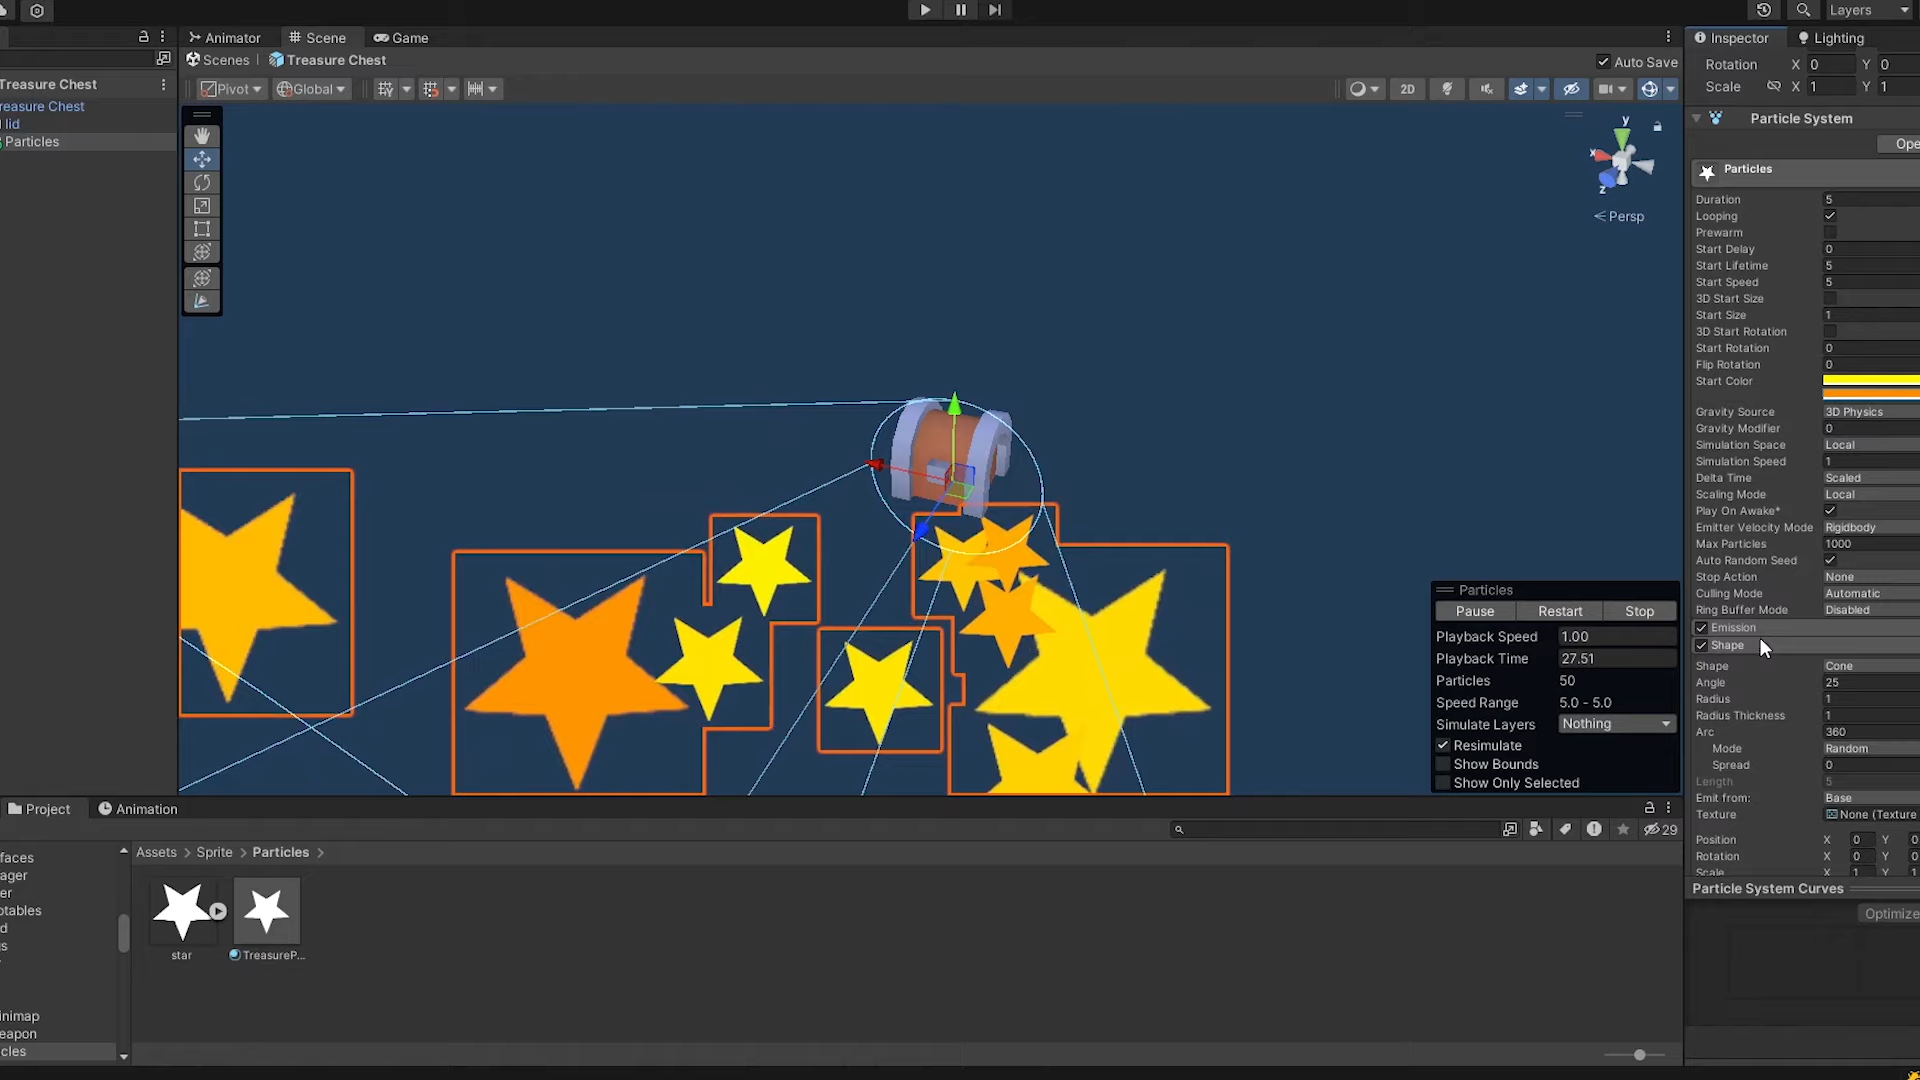 Layers
Animator
Scene
Game
Inspector
Lighting
Scenes
Treasure Chest
Auto Save
Rotation X 0 Y 0
Scale X 1 Y 1
Treasure Chest
reasure Chest
lid
Particles
Pivot
Global
2D
y
x
z
Persp
Particle System
Ope
Particles
Duration 5
Looping
Prewarm
Start Delay 0
Start Lifetime 5
Start Speed 5
3D Start Size
Start Size 1
3D Start Rotation
Start Rotation 0
Flip Rotation 0
Start Color
Gravity Source 3D Physics
Gravity Modifier 0
Simulation Space Local
Simulation Speed 1
Delta Time Scaled
Scaling Mode Local
Play On Awake*
Emitter Velocity Mode Rigidbody
Max Particles 1000
Auto Random Seed
Stop Action None
Culling Mode Automatic
Ring Buffer Mode Disabled
Emission
Shape
Shape Cone
Angle 25
Radius 1
Radius Thickness 1
Arc 360
Mode Random
Spread 0
Length 5
Emit from: Base
Texture None (Texture
Position X 0 Y 0
Rotation X 0 Y 0
Scale X 1 Y 1
Particle System Curves
Optimize
Particles
Pause Restart Stop
Playback Speed 1.00
Playback Time 27.51
Particles 50
Speed Range 5.0 - 5.0
Simulate Layers Nothing
Resimulate
Show Bounds
Show Only Selected
Project
Animation
29
Assets > Sprite > Particles >
faces
ager
er
otables
d
s
inimap
eapon
cles
star
TreasureP...